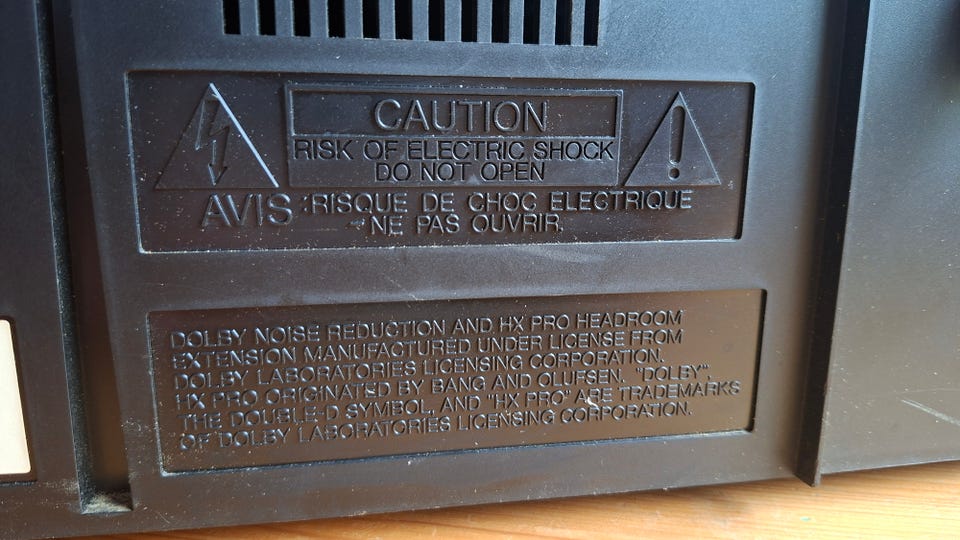 CAUTION
RISK OF ELECTRIC SHOCK
DO NOT OPEN
AVIS : RISQUE DE CHOC ELECTRIQUE
NE PAS OUVRIR.
DOLBY NOISE REDUCTION AND HX PRO HEADROOM
EXTENSION MANUFACTURED UNDER LICENSE FROM
DOLBY LABORATORIES LICENSING CORPORATION.
HX PRO ORIGINATED BY BANG AND OLUFSEN. "DOLBY",
THE DOUBLE-D SYMBOL, AND "HX PRO" ARE TRADEMARKS
OF DOLBY LABORATORIES LICENSING CORPORATION.